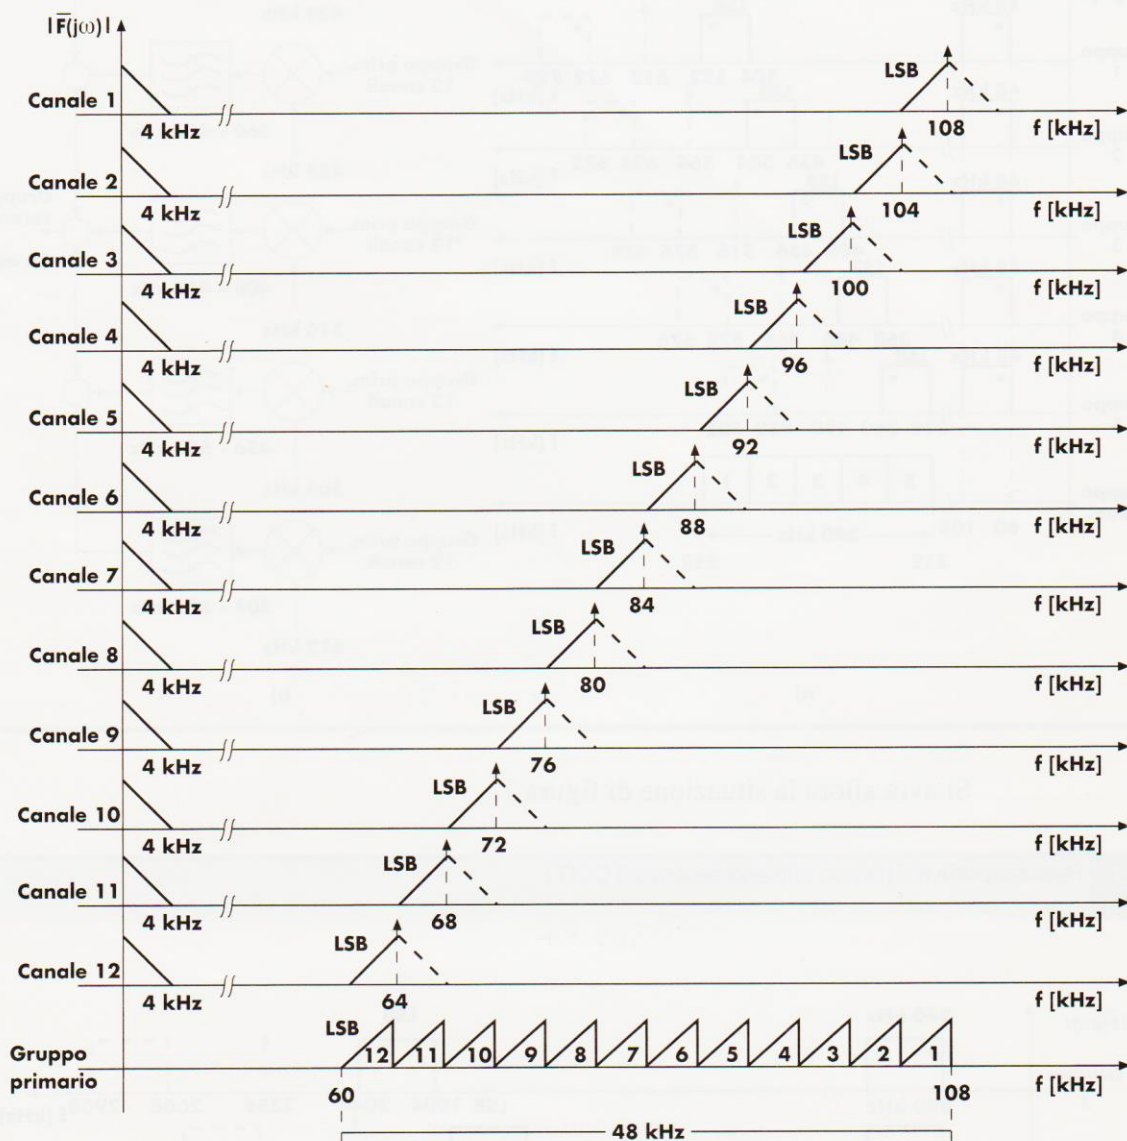 |F̅(jω)|
Canale 1
LSB
4 kHz
108
f [kHz]
Canale 2
LSB
4 kHz
104
f [kHz]
Canale 3
LSB
4 kHz
100
f [kHz]
Canale 4
LSB
4 kHz
96
f [kHz]
Canale 5
LSB
4 kHz
92
f [kHz]
Canale 6
LSB
4 kHz
88
f [kHz]
Canale 7
LSB
4 kHz
84
f [kHz]
Canale 8
LSB
4 kHz
80
f [kHz]
Canale 9
LSB
4 kHz
76
f [kHz]
Canale 10
LSB
4 kHz
72
f [kHz]
Canale 11
LSB
4 kHz
68
f [kHz]
Canale 12
LSB
4 kHz
64
f [kHz]
Gruppo
primario
LSB
12 11 10 9 8 7 6 5 4 3 2 1
f [kHz]
60
108
48 kHz